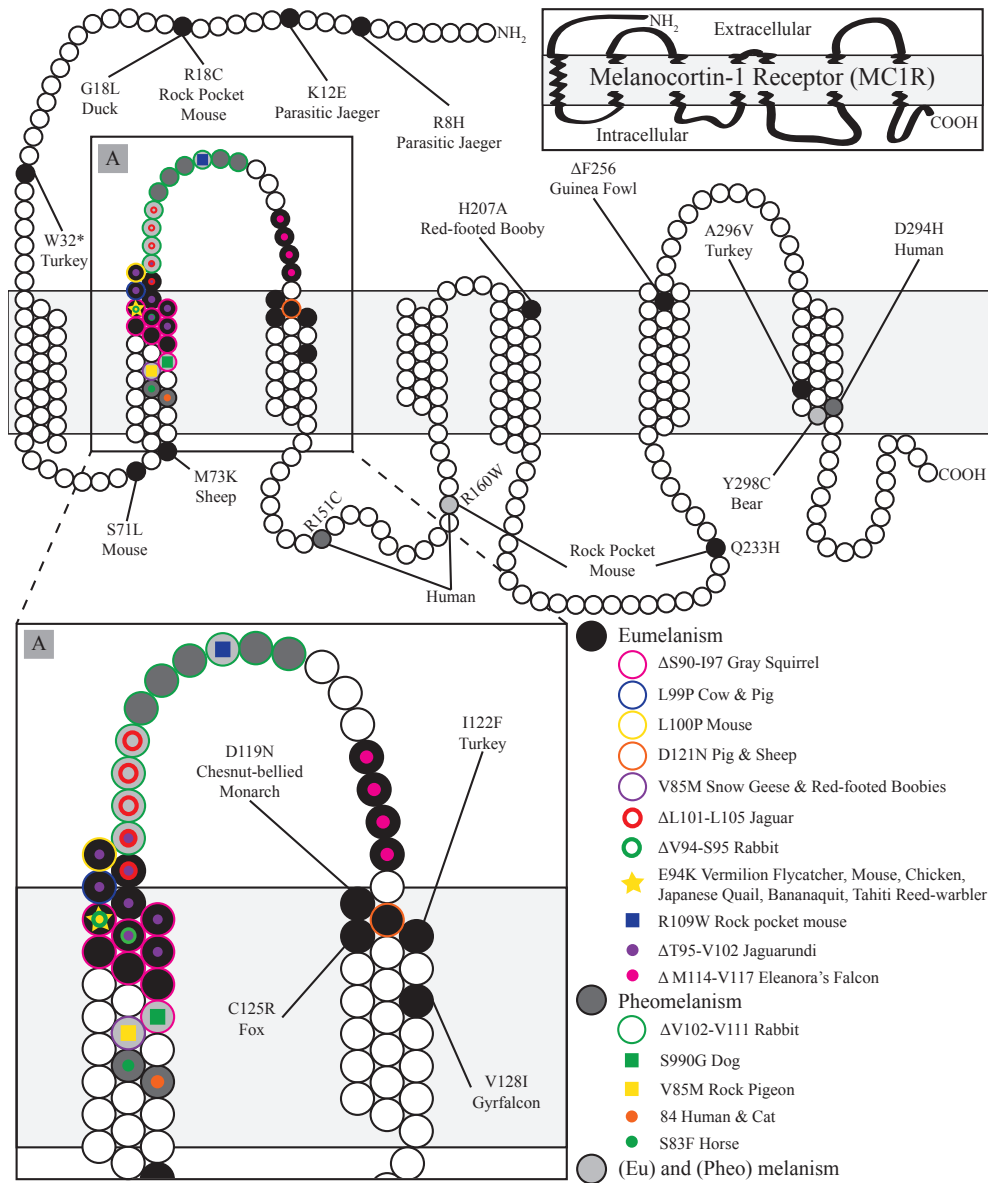 NH2
G18L
Duck
R18C
Rock Pocket
Mouse
K12E
Parasitic Jaeger
R8H
Parasitic Jaeger
NH2
Extracellular
Melanocortin-1 Receptor (MC1R)
Intracellular
COOH
A
W32*
Turkey
H207A
Red-footed Booby
ΔF256
Guinea Fowl
A296V
Turkey
D294H
Human
M73K
Sheep
S71L
Mouse
R151C
R160W
Human
Rock Pocket
Mouse
Q233H
Y298C
Bear
COOH
A
D119N
Chesnut-bellied
Monarch
I122F
Turkey
C125R
Fox
V128I
Gyrfalcon
Eumelanism
ΔS90-I97 Gray Squirrel
L99P Cow & Pig
L100P Mouse
D121N Pig & Sheep
V85M Snow Geese & Red-footed Boobies
ΔL101-L105 Jaguar
ΔV94-S95 Rabbit
E94K Vermilion Flycatcher, Mouse, Chicken,
Japanese Quail, Bananaquit, Tahiti Reed-warbler
R109W Rock pocket mouse
ΔT95-V102 Jaguarundi
Δ M114-V117 Eleanora's Falcon
Pheomelanism
ΔV102-V111 Rabbit
S990G Dog
V85M Rock Pigeon
84 Human & Cat
S83F Horse
(Eu) and (Pheo) melanism